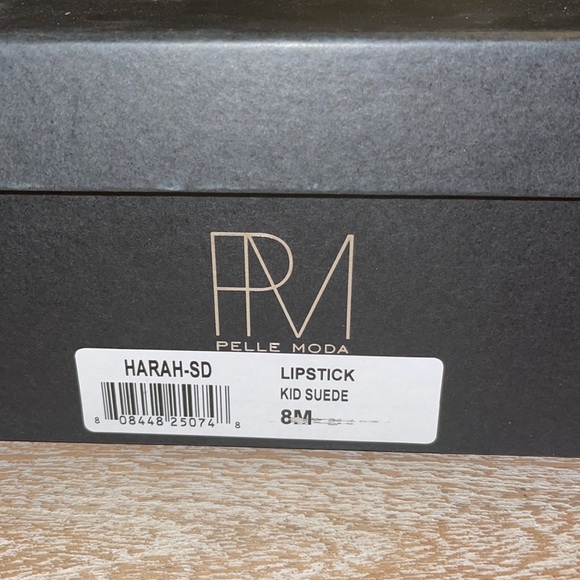 PM
PELLE MODA
HARAH-SD
LIPSTICK
KID SUEDE
8M
8 08448 25074 8